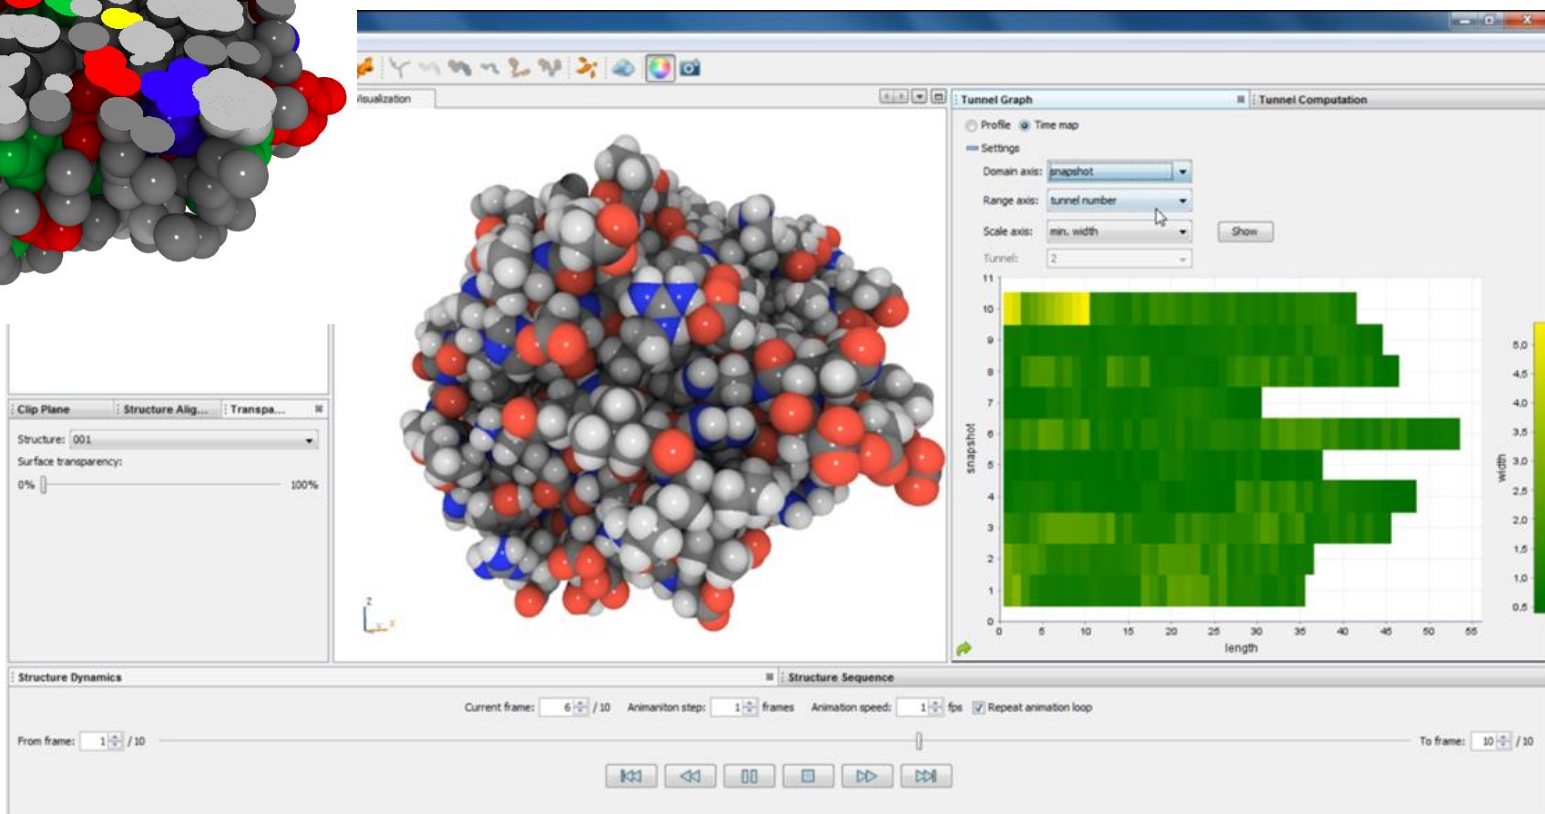 Visualization
Tunnel Graph
Tunnel Computation
Profile Time map
Settings
Domain axis: snapshot
Range axis: tunnel number
Scale axis: min. width Show
Tunnel: 2
11
10
9
8
7
6
5
4
3
2
1
0
snapshot
0 5 10 15 20 25 30 35 40 45 50 55
length
5,0
4,5
4,0
3,5
3,0
2,5
2,0
1,5
1,0
0,5
width
Z
Y X
Clip Plane Structure Alig... Transpa...
Structure: 001
Surface transparency:
0% 100%
Structure Dynamics Structure Sequence
Current frame: 6 / 10 Animaniton step: 1 frames Animation speed: 1 fps Repeat animation loop
From frame: 1 / 10 To frame: 10 / 10